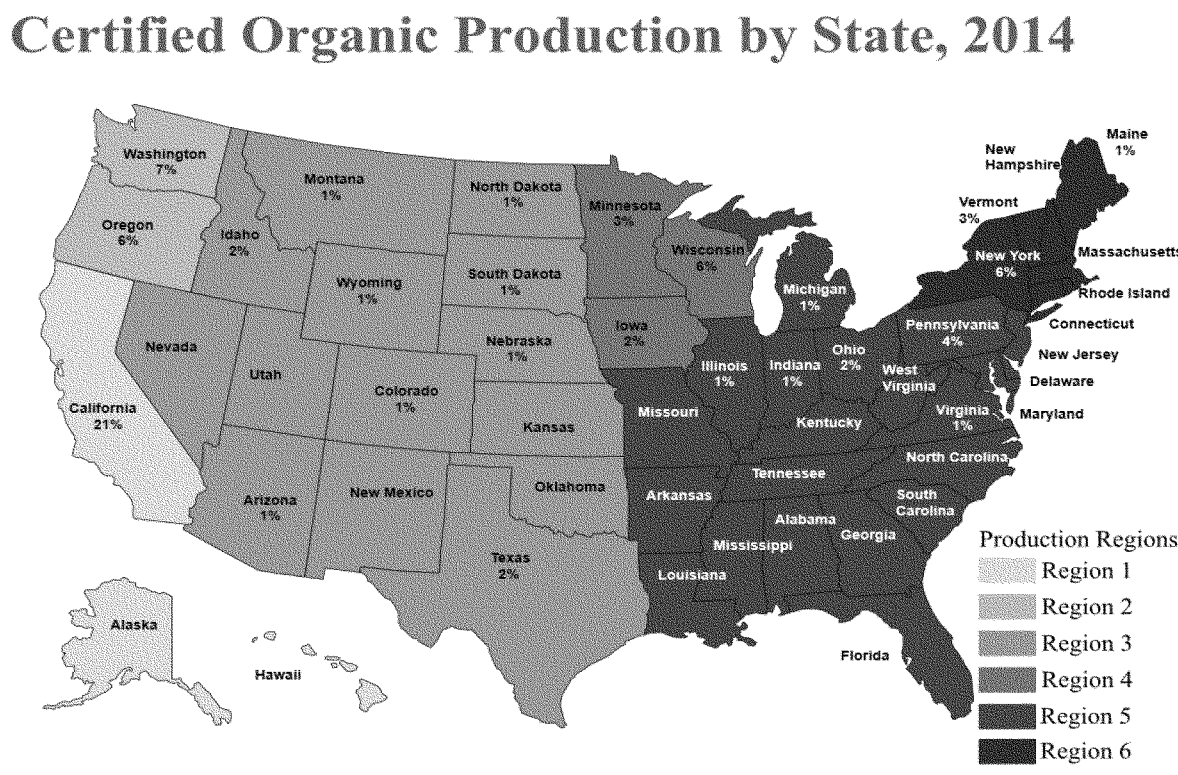 Certified Organic Production by State, 2014
Maine
1%
New
Hampshire
Washington
7%
Montana
1%
North Dakota
1%
Minnesota
3%
Vermont
3%
Oregon
6%
Idaho
2%
Wisconsin
6%
New York
6%
Massachusetts
South Dakota
1%
Wyoming
1%
Michigan
1%
Rhode Island
Iowa
2%
Pennsylvania
4%
Connecticut
Nevada
Nebraska
1%
Ohio
2%
New Jersey
Utah
Illinois
1%
Indiana
1%
West
Virginia
Delaware
Colorado
1%
California
21%
Missouri
Virginia
1%
Maryland
Kansas
Kentucky
North Carolina
Tennessee
Arizona
1%
New Mexico
Oklahoma
Arkansas
South
Carolina
Alabama
Georgia
Mississippi
Texas
2%
Louisiana
Alaska
Hawaii
Florida
Production Regions
Region 1
Region 2
Region 3
Region 4
Region 5
Region 6